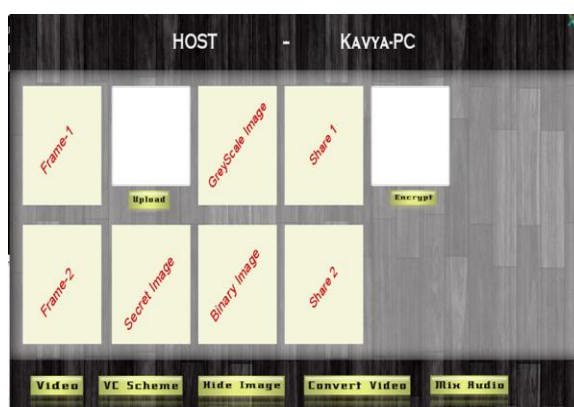 HOST - KAVYA-PC
Frame-1
GreyScale Image
Share 1
Upload
Encrypt
Frame-2
Secret Image
Binary Image
Share 2
Video
VC Scheme
Hide Image
Convert Video
Mix Audio